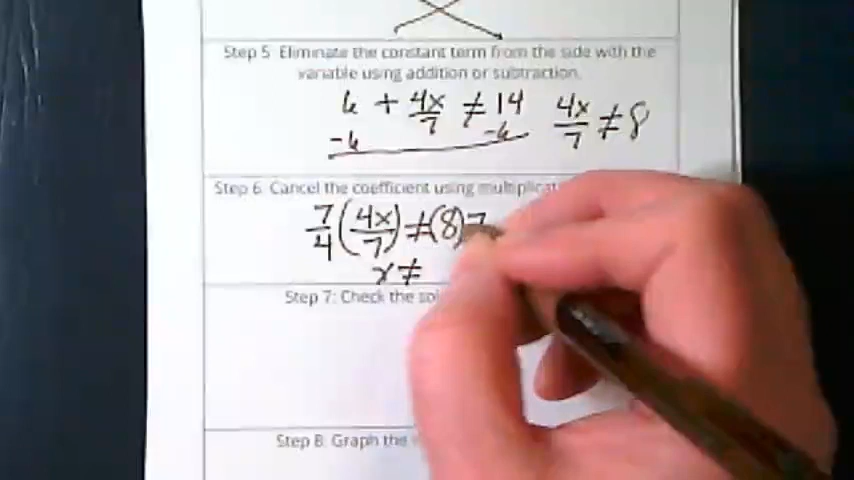 Step 5: Eliminate the constant term from the side with the
variable using addition or subtraction.
6 + 4x/7 ≠ 14 4x/7 ≠ 8
-6 -6
Step 6: Cancel the coefficient using
7/4 (4x/7) ≠ (8) 7
x ≠
Step 7: Check the
Step 8: Graph the